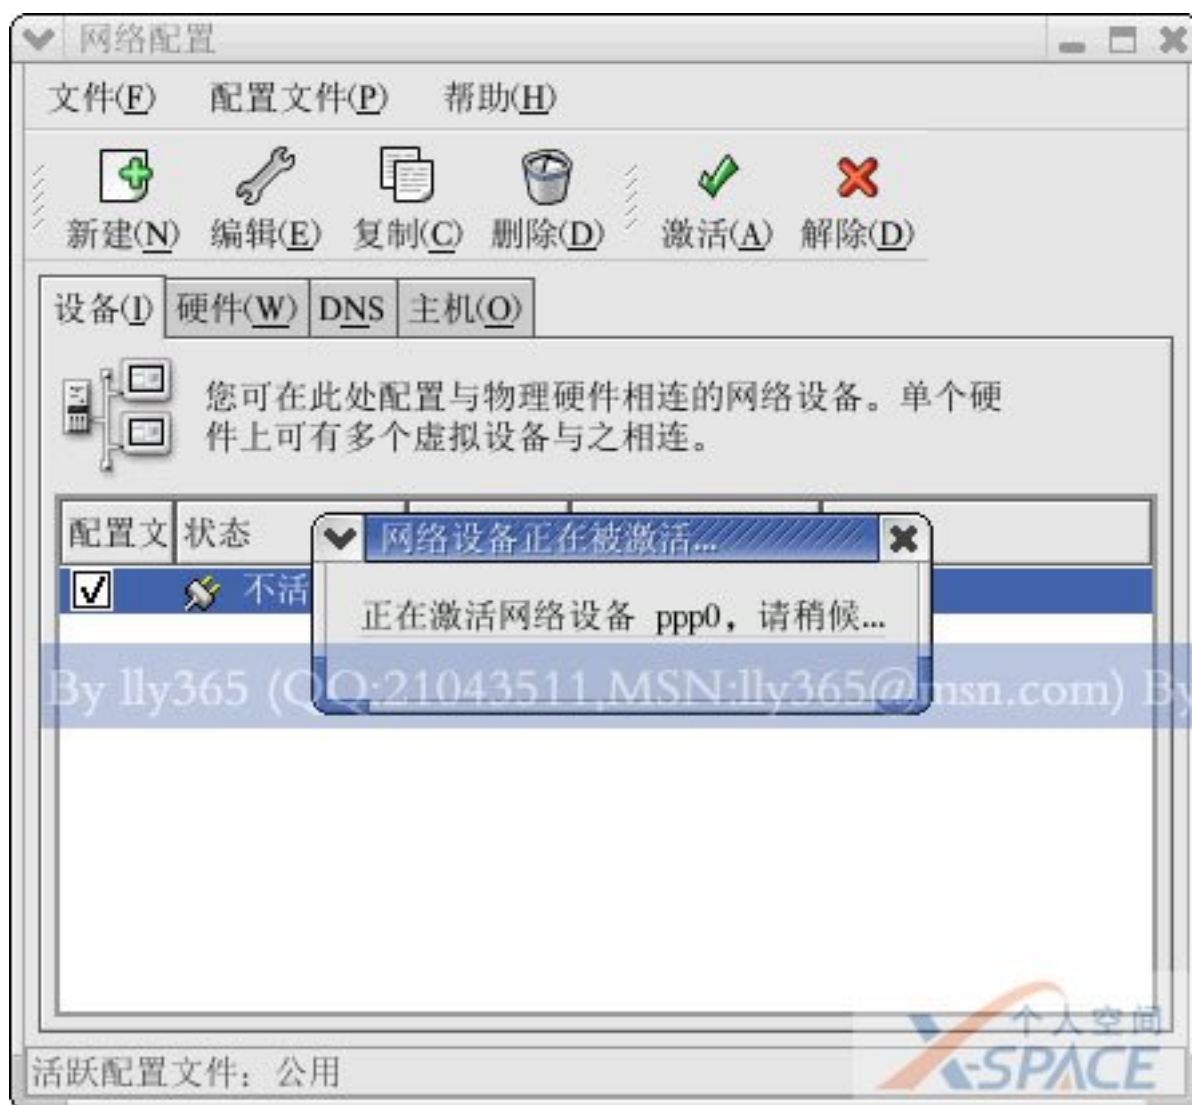 网络配置
文件(F) 配置文件(P) 帮助(H)
新建(N) 编辑(E) 复制(C) 删除(D) 激活(A) 解除(D)
设备(I) 硬件(W) DNS 主机(O)
您可在此处配置与物理硬件相连的网络设备。单个硬
件上可有多个虚拟设备与之相连。
配置文 状态
网络设备正在被激活...
不活
正在激活网络设备 ppp0，请稍候...
By lly365 (QQ:21043511,MSN:lly365@msn.com) By
个人空间
X-SPACE
活跃配置文件：公用